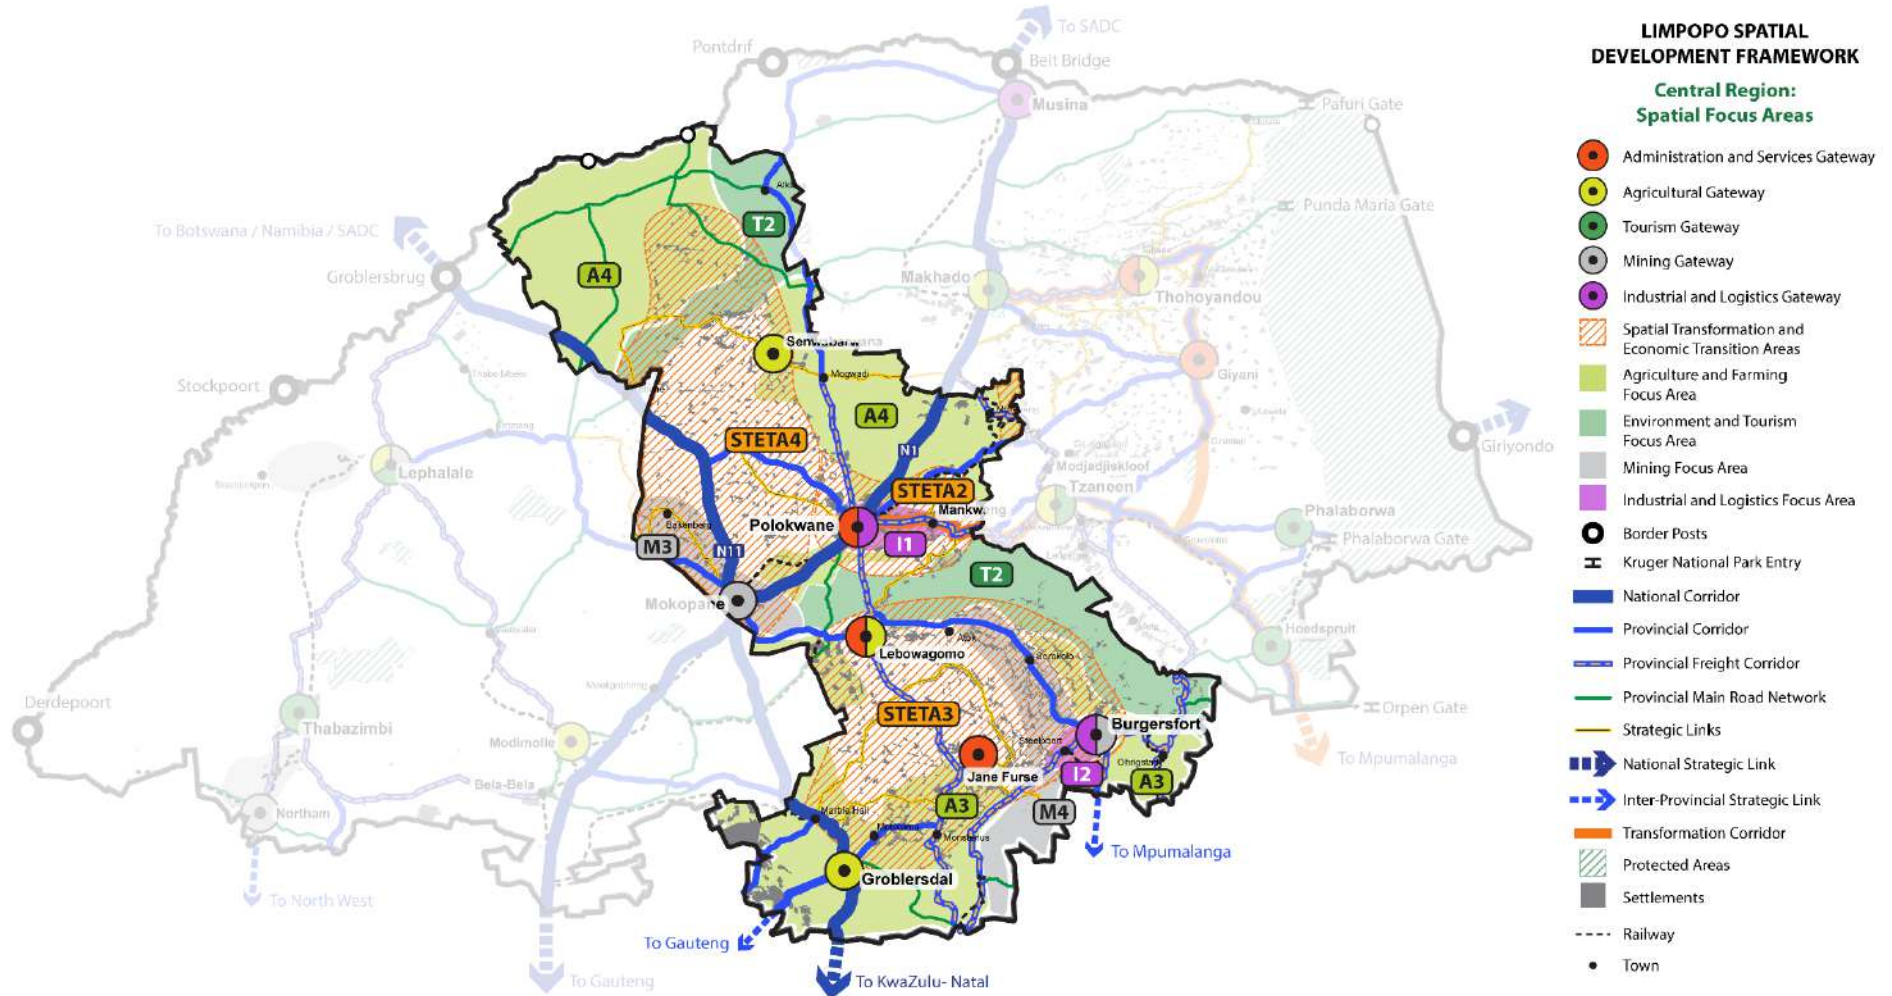 LIMPOPO SPATIAL
DEVELOPMENT FRAMEWORK
Central Region:
Spatial Focus Areas
Administration and Services Gateway
Agricultural Gateway
Tourism Gateway
Mining Gateway
Industrial and Logistics Gateway
Spatial Transformation and
Economic Transition Areas
Agriculture and Farming
Focus Area
Environment and Tourism
Focus Area
Mining Focus Area
Industrial and Logistics Focus Area
Border Posts
Kruger National Park Entry
National Corridor
Provincial Corridor
Provincial Freight Corridor
Provincial Main Road Network
Strategic Links
National Strategic Link
Inter-Provincial Strategic Link
Transformation Corridor
Protected Areas
Settlements
Railway
Town
To SADC
Pontdrif
Beit Bridge
Musina
Pafuri Gate
Punda Maria Gate
To Botswana / Namibia / SADC
T2
Groblersbrug
A4
Makhado
Thohoyandou
Senwabarwana
Mogwadi
Giyani
Stockpoort
A4
Giriyondo
STETA4
N1
Lephalale
Modjadjiskloof
Tzaneen
STETA2
Mankw
Polokwane
Phalaborwa
Phalaborwa Gate
I1
M3
N11
T2
Mokopane
Lebowagomo
Atok
Hoedspruit
Derdepoort
Thabazimbi
Modimolle
STETA3
Burgersfort
Steelpoort
Orpen Gate
To Mpumalanga
Jane Furse
I2
A3
Bela-Bela
Northam
Marble Hall
A3
M4
To Mpumalanga
Groblersdal
To North West
To Gauteng
To Gauteng
To KwaZulu- Natal